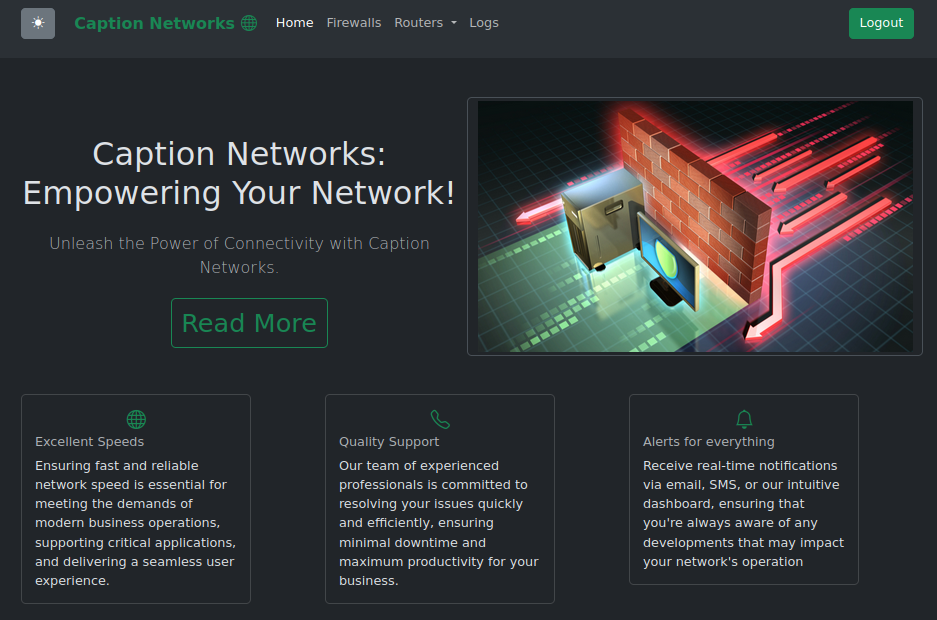 Caption Networks Home Firewalls Routers Logs Logout
Caption Networks:
Empowering Your Network!
Unleash the Power of Connectivity with Caption
Networks.
Read More
Excellent Speeds
Ensuring fast and reliable
network speed is essential for
meeting the demands of
modern business operations,
supporting critical applications,
and delivering a seamless user
experience.
Quality Support
Our team of experienced
professionals is committed to
resolving your issues quickly
and efficiently, ensuring
minimal downtime and
maximum productivity for your
business.
Alerts for everything
Receive real-time notifications
via email, SMS, or our intuitive
dashboard, ensuring that
you're always aware of any
developments that may impact
your network's operation